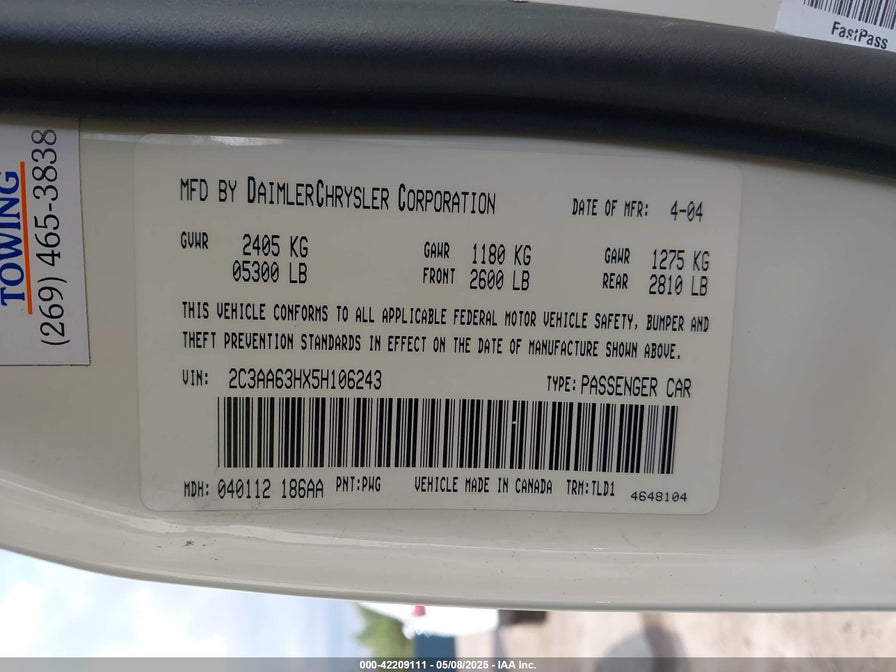 FastPass
TOWING
(269) 465-3838
MFD BY DAIMLERCHRYSLER CORPORATION
DATE OF MFR: 4-04
GVWR 2405 KG GAWR 1180 KG GAWR 1275 KG
05300 LB FRONT 2600 LB REAR 2810 LB
THIS VEHICLE CONFORMS TO ALL APPLICABLE FEDERAL MOTOR VEHICLE SAFETY, BUMPER AND
THEFT PREVENTION STANDARDS IN EFFECT ON THE DATE OF MANUFACTURE SHOWN ABOVE.
VIN: 2C3AA63HX5H106243 TYPE: PASSENGER CAR
MDH: 040112 186AA PNT:PWG VEHICLE MADE IN CANADA TRM:TLD1 4648104
000-42209111 - 05/08/2025 - IAA Inc.